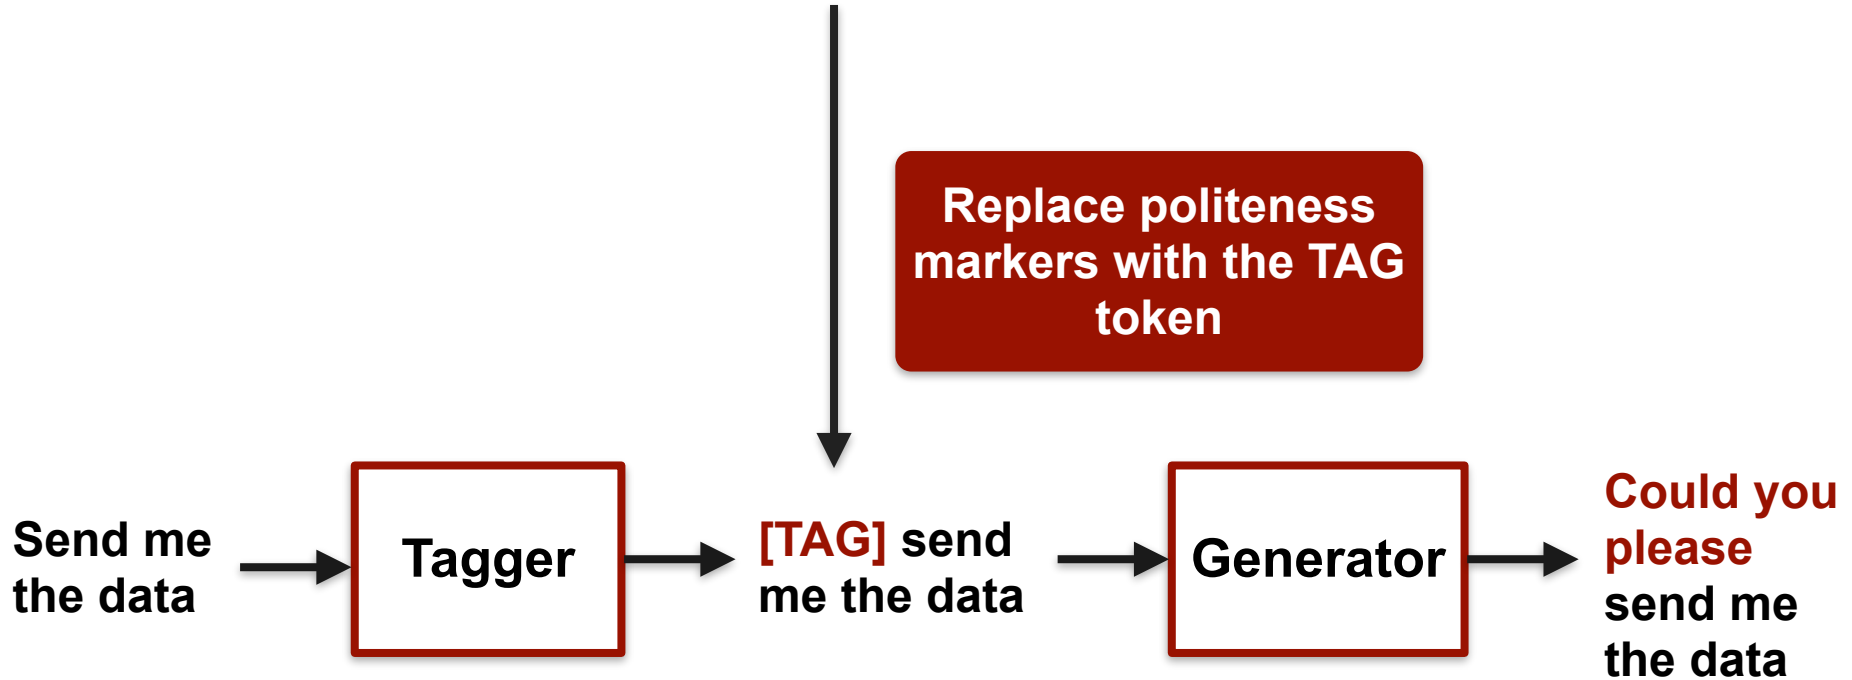 Replace politeness
markers with the TAG
token
Send me
the data
Tagger
[TAG] send
me the data
Generator
Could you
please
send me
the data